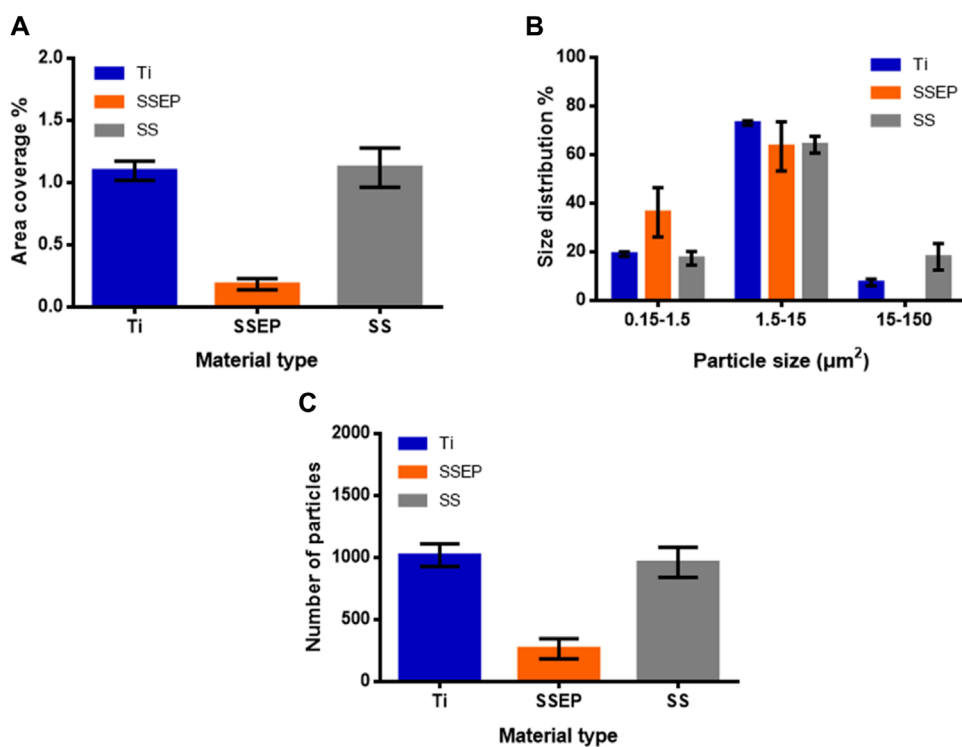 A
Area coverage %
2.0
1.5
1.0
0.5
0.0
Ti
SSEP
SS
Ti
SSEP
SS
Material type
B
Size distribution %
100
80
60
40
20
0
Ti
SSEP
SS
0.15-1.5
1.5-15
15-150
Particle size (µm²)
C
Number of particles
2000
1500
1000
500
0
Ti
SSEP
SS
Ti
SSEP
SS
Material type